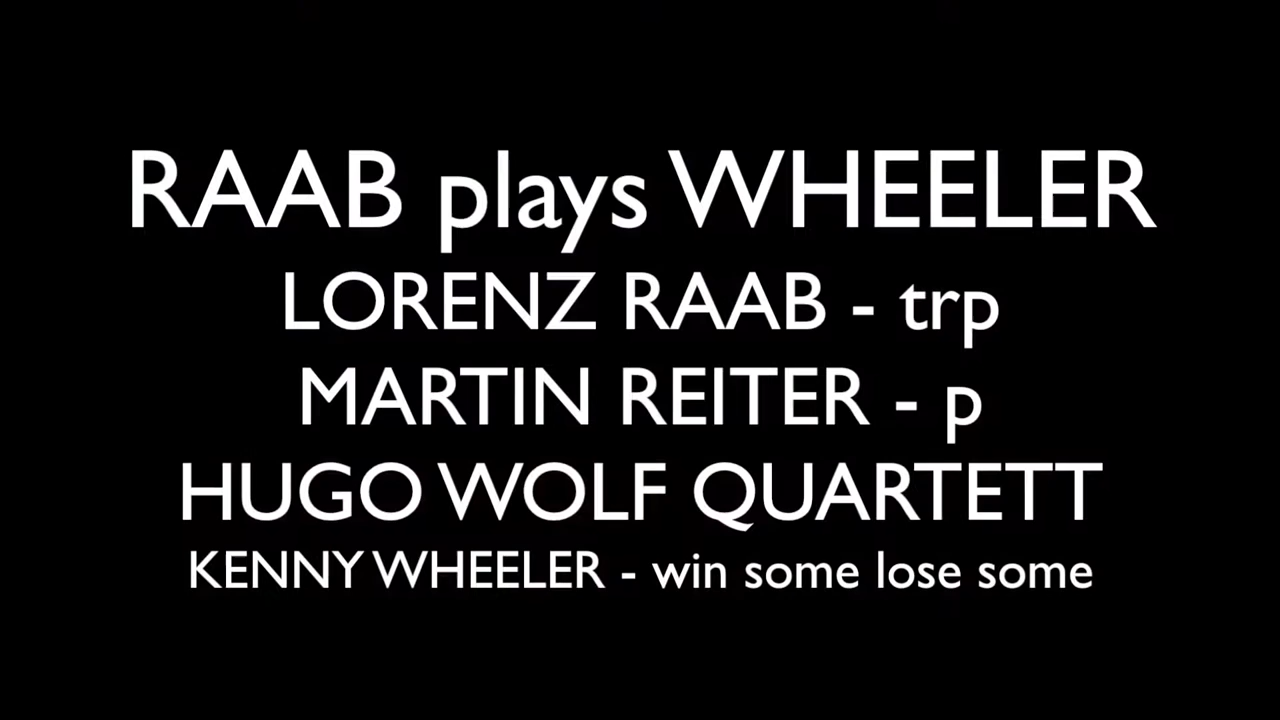 RAAB plays WHEELER
LORENZ RAAB - trp
MARTIN REITER - p
HUGO WOLF QUARTETT
KENNY WHEELER - win some lose some